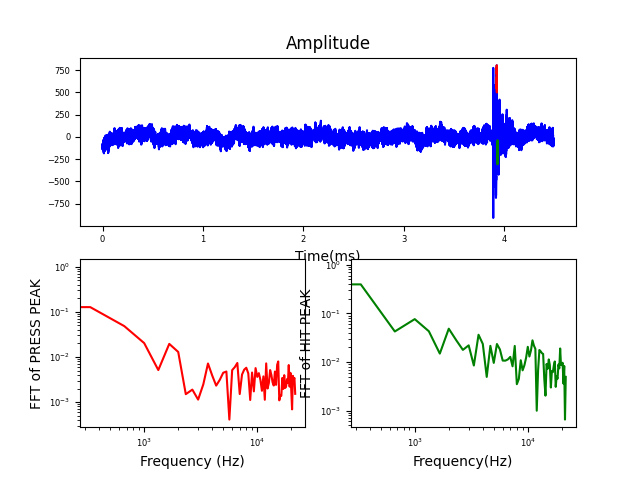 Amplitude
750
500
250
0
−250
−500
−750
0 1 2 3 4
Time(ms)
FFT of PRESS PEAK
10⁰
10⁻¹
10⁻²
10⁻³
10³ 10⁴
Frequency (Hz)
FFT of HIT PEAK
10⁰
10⁻¹
10⁻²
10⁻³
10³ 10⁴
Frequency(Hz)